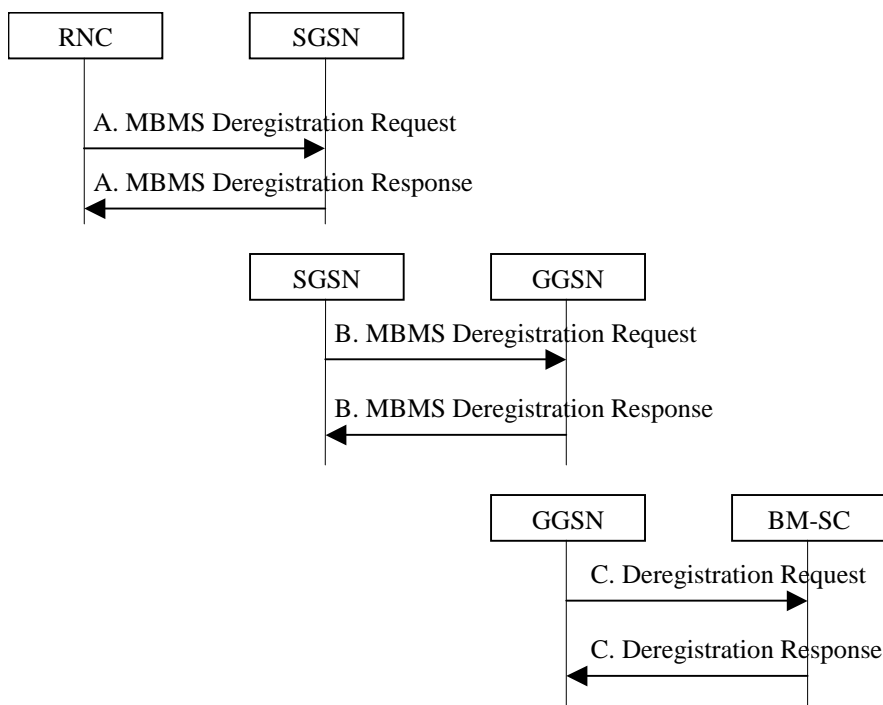 RNC
SGSN
A. MBMS Deregistration Request
A. MBMS Deregistration Response
SGSN
GGSN
B. MBMS Deregistration Request
B. MBMS Deregistration Response
GGSN
BM-SC
C. Deregistration Request
C. Deregistration Response